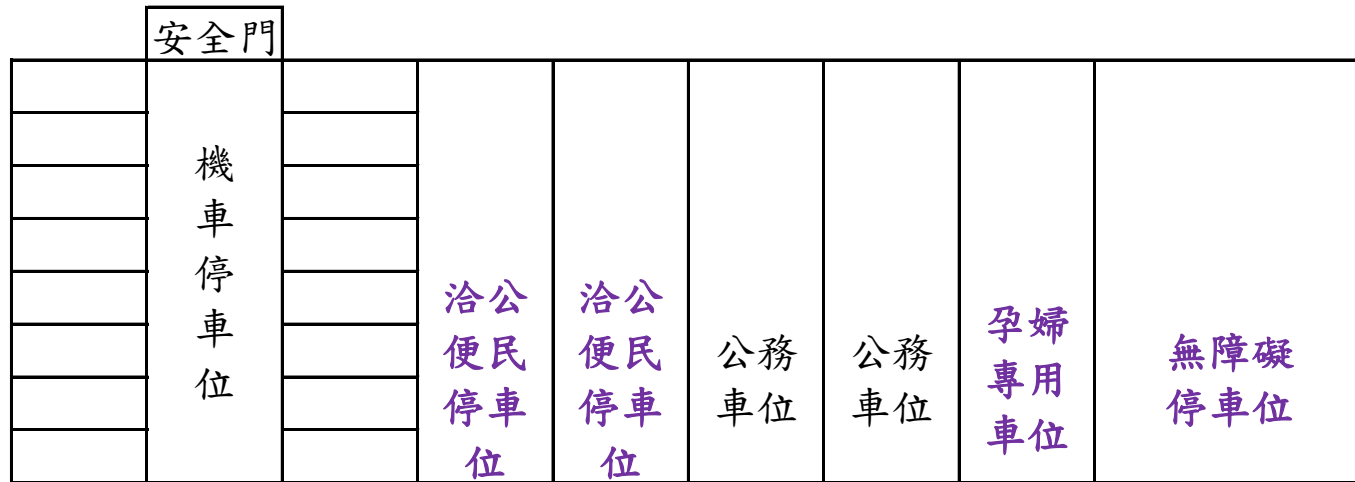 安全門
機
車
停
車
位
洽公
便民
停車
位
洽公
便民
停車
位
公務
車位
公務
車位
孕婦
專用
車位
無障礙
停車位